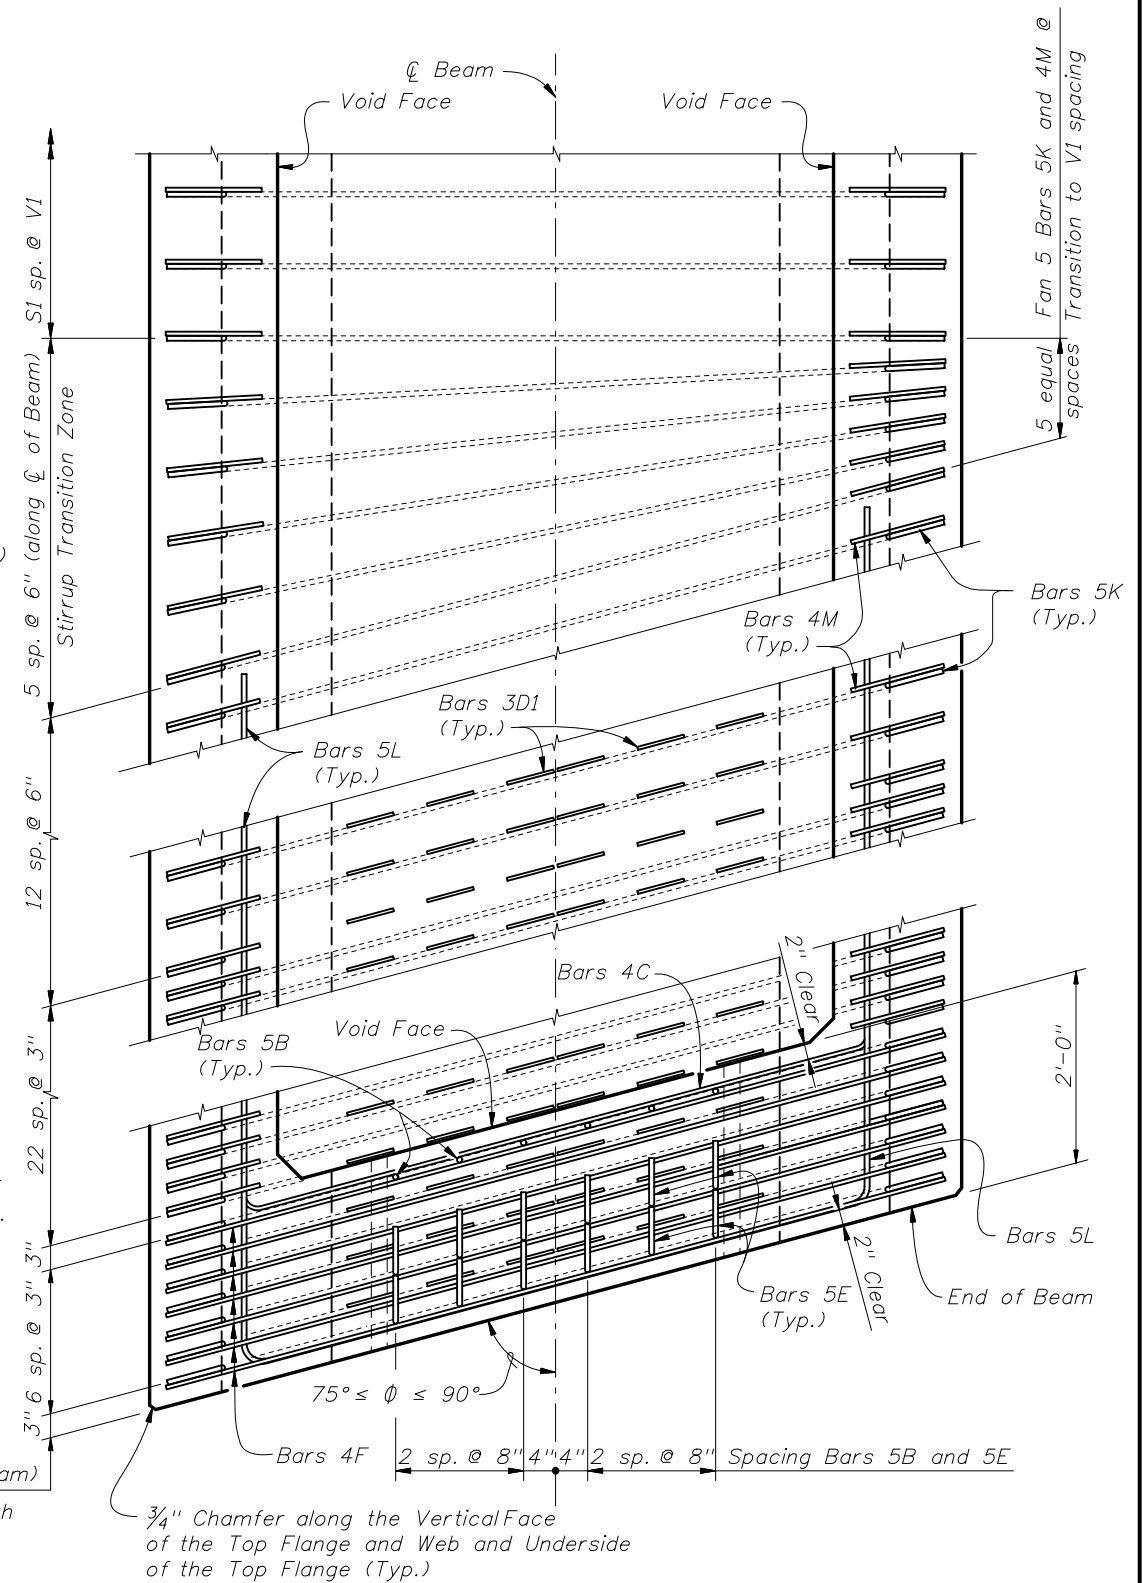 ℄ Beam
Void Face
Void Face
S1 sp. @ V1
5 sp. @ 6" (along ℄ of Beam)
Stirrup Transition Zone
12 sp. @ 6"
22 sp. @ 3"
3"
6 sp. @ 3"
3"
5 equal spaces
Fan 5 Bars 5K and 4M @
Transition to V1 spacing
Bars 5K
(Typ.)
Bars 4M
(Typ.)
Bars 3D1
(Typ.)
Bars 5L
(Typ.)
Bars 4C
2" Clear
Void Face
Bars 5B
(Typ.)
2'-0"
Bars 5L
Bars 5E
(Typ.)
2" Clear
End of Beam
75° ≤ ϕ ≤ 90°
Bars 4F
2 sp. @ 8"
4"
4"
2 sp. @ 8"
Spacing Bars 5B and 5E
am)
th
¾" Chamfer along the Vertical Face
of the Top Flange and Web and Underside
of the Top Flange (Typ.)